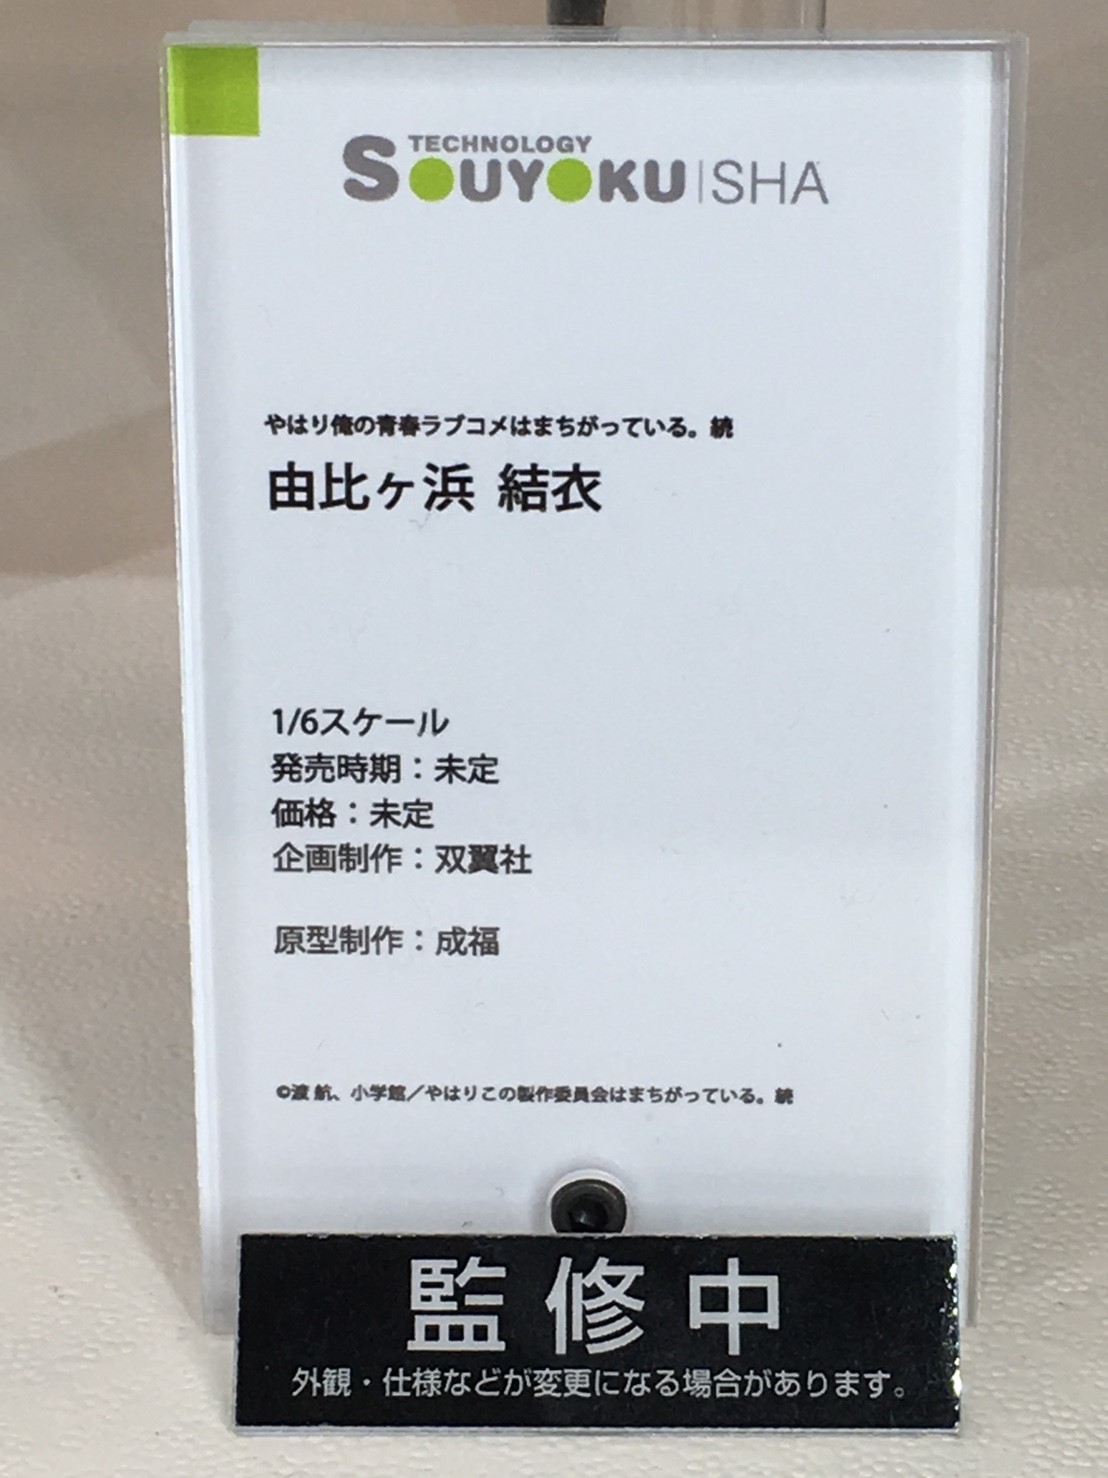 TECHNOLOGY
SOUYOKU|SHA
やはり俺の青春ラブコメはまちがっている。続
由比ヶ浜 結衣
1/6スケール
発売時期：未定
価格：未定
企画制作：双翼社
原型制作：成福
©渡 航、小学館／やはりこの製作委員会はまちがっている。続
監修中
外観・仕様などが変更になる場合があります。